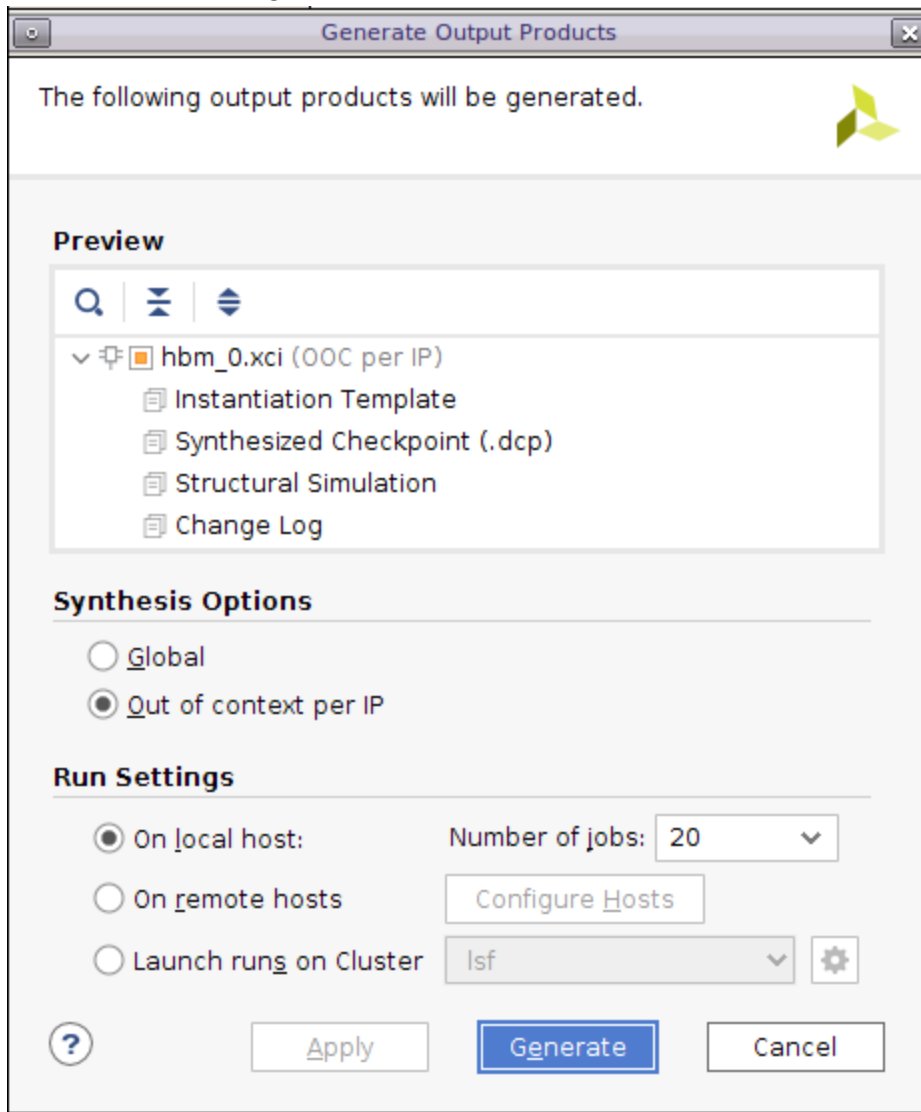 Generate Output Products
The following output products will be generated.
Preview
hbm_0.xci (OOC per IP)
Instantiation Template
Synthesized Checkpoint (.dcp)
Structural Simulation
Change Log
Synthesis Options
Global
Out of context per IP
Run Settings
On local host: Number of jobs: 20
On remote hosts Configure Hosts
Launch runs on Cluster lsf
? Apply Generate Cancel